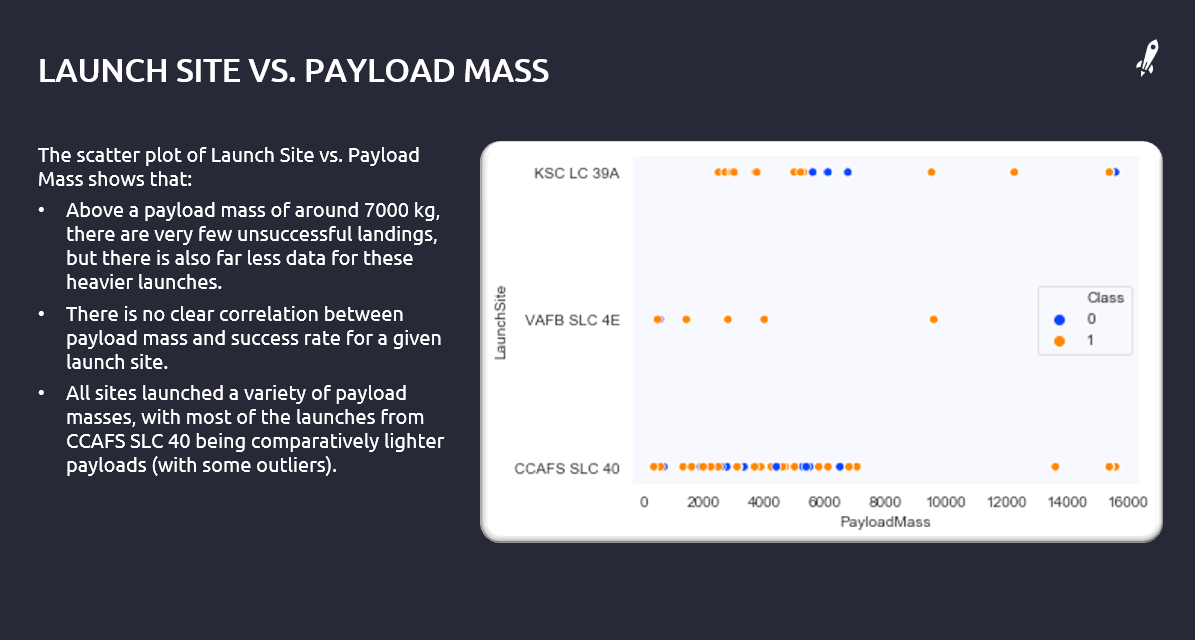 LAUNCH SITE VS. PAYLOAD MASS
The scatter plot of Launch Site vs. Payload
Mass shows that:
• Above a payload mass of around 7000 kg,
there are very few unsuccessful landings,
but there is also far less data for these
heavier launches.
• There is no clear correlation between
payload mass and success rate for a given
launch site.
• All sites launched a variety of payload
masses, with most of the launches from
CCAFS SLC 40 being comparatively lighter
payloads (with some outliers).
LaunchSite
KSC LC 39A
VAFB SLC 4E
CCAFS SLC 40
Class
0
1
0 2000 4000 6000 8000 10000 12000 14000 16000
PayloadMass